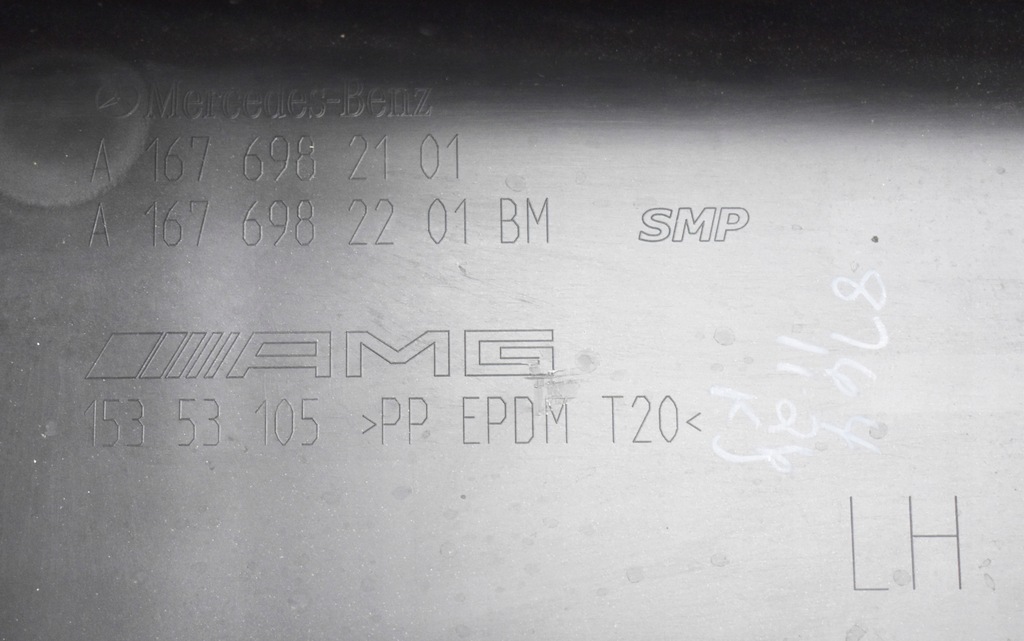 Mercedes-Benz
A 167 698 21 01
A 167 698 22 01 BM
SMP
AMG
153 53 105 >PP EPDM T20<
LH